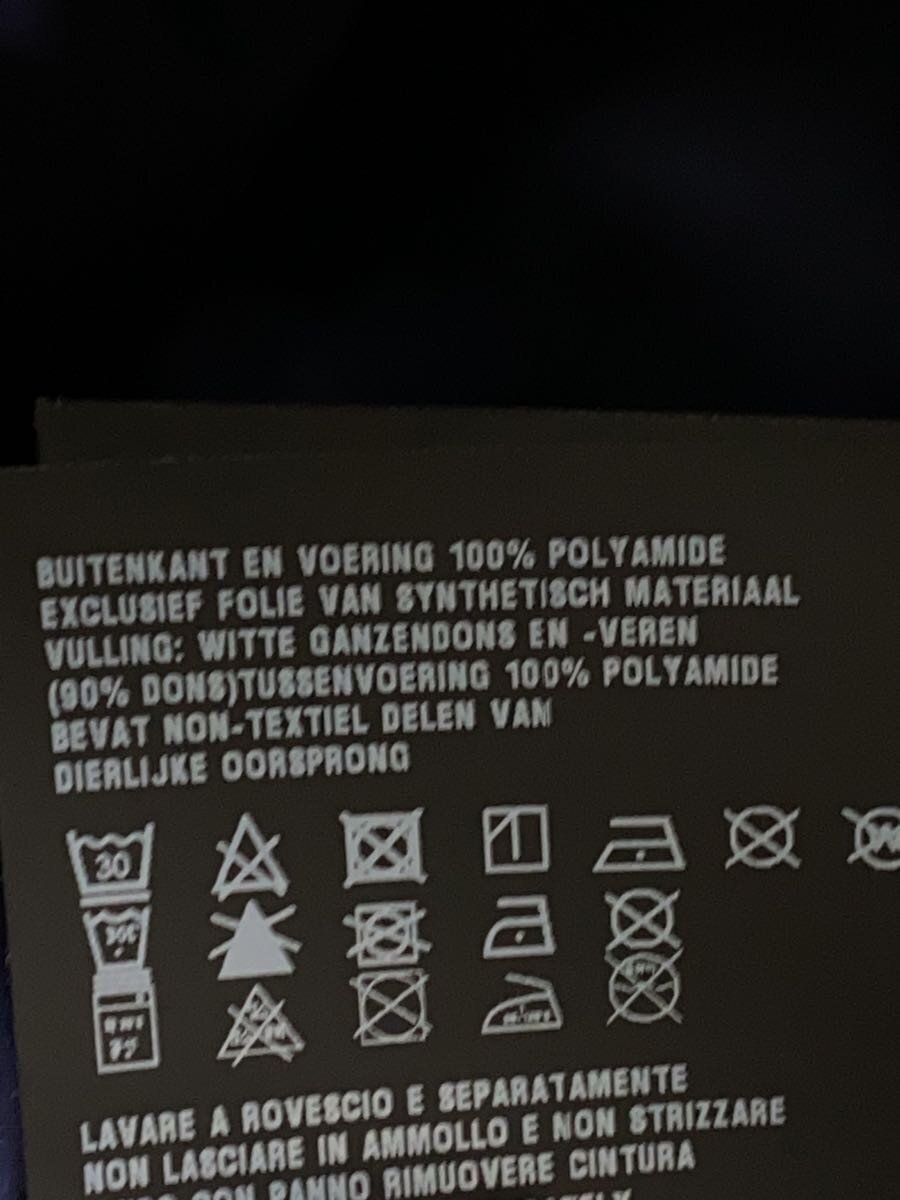 BUITENKANT EN VOERING 100% POLYAMIDE
EXCLUSIEF FOLIE VAN SYNTHETISCH MATERIAAL
VULLING: WITTE GANZENDONS EN -VEREN
(90% DONS)TUSSENVOERING 100% POLYAMIDE
BEVAT NON-TEXTIEL DELEN VAN
DIERLIJKE OORSPRONG
30
W
LAVARE A ROVESCIO E SEPARATAMENTE
NON LASCIARE IN AMMOLLO E NON STRIZZARE
CON PANNO RIMUOVERE CINTURA